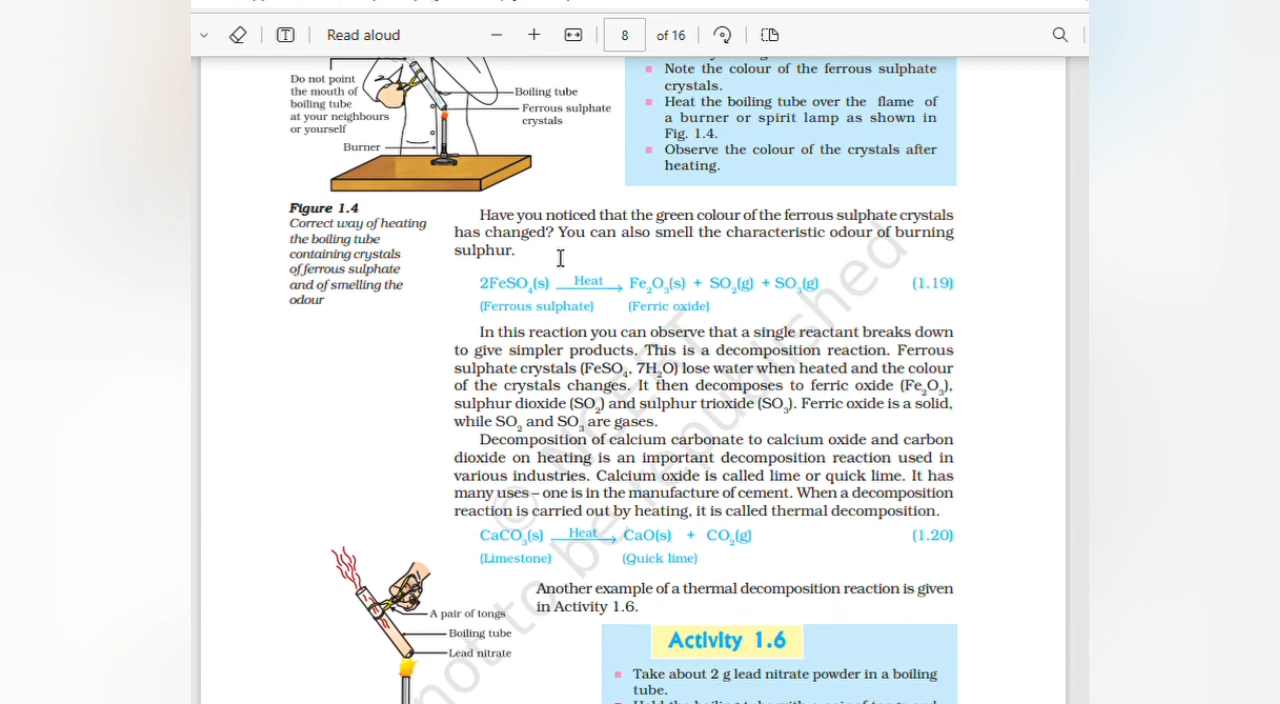 Read aloud
8
of 16
Do not point
the mouth of
boiling tube
at your neighbours
or yourself
Boiling tube
Ferrous sulphate
crystals
Burner
Note the colour of the ferrous sulphate
crystals.
Heat the boiling tube over the flame of
a burner or spirit lamp as shown in
Fig. 1.4.
Observe the colour of the crystals after
heating.
Figure 1.4
Correct way of heating
the boiling tube
containing crystals
of ferrous sulphate
and of smelling the
odour
Have you noticed that the green colour of the ferrous sulphate crystals
has changed? You can also smell the characteristic odour of burning
sulphur.
2FeSO₄(s) Heat → Fe₂O₃(s) + SO₂(g) + SO₃(g) (1.19)
(Ferrous sulphate) (Ferric oxide)
In this reaction you can observe that a single reactant breaks down
to give simpler products. This is a decomposition reaction. Ferrous
sulphate crystals (FeSO₄, 7H₂O) lose water when heated and the colour
of the crystals changes. It then decomposes to ferric oxide (Fe₂O₃),
sulphur dioxide (SO₂) and sulphur trioxide (SO₃). Ferric oxide is a solid,
while SO₂ and SO₃ are gases.
Decomposition of calcium carbonate to calcium oxide and carbon
dioxide on heating is an important decomposition reaction used in
various industries. Calcium oxide is called lime or quick lime. It has
many uses – one is in the manufacture of cement. When a decomposition
reaction is carried out by heating, it is called thermal decomposition.
CaCO₃(s) Heat → CaO(s) + CO₂(g) (1.20)
(Limestone) (Quick lime)
Another example of a thermal decomposition reaction is given
in Activity 1.6.
A pair of tongs
Boiling tube
Lead nitrate
Activity 1.6
Take about 2 g lead nitrate powder in a boiling
tube.
© NCERT
not to be republished